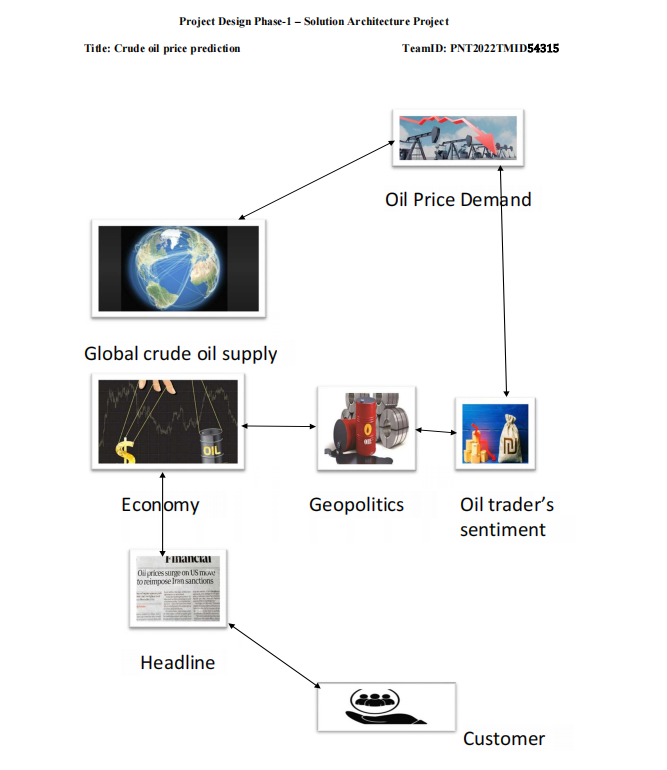 Project Design Phase-1 – Solution Architecture Project
Title: Crude oil price prediction
TeamID: PNT2022TMID54315
Oil Price Demand
Global crude oil supply
OIL
OIL
Economy
Geopolitics
Oil trader’s
sentiment
Financial
Oil prices surge on US move
to reimpose Iran sanctions
Headline
Customer